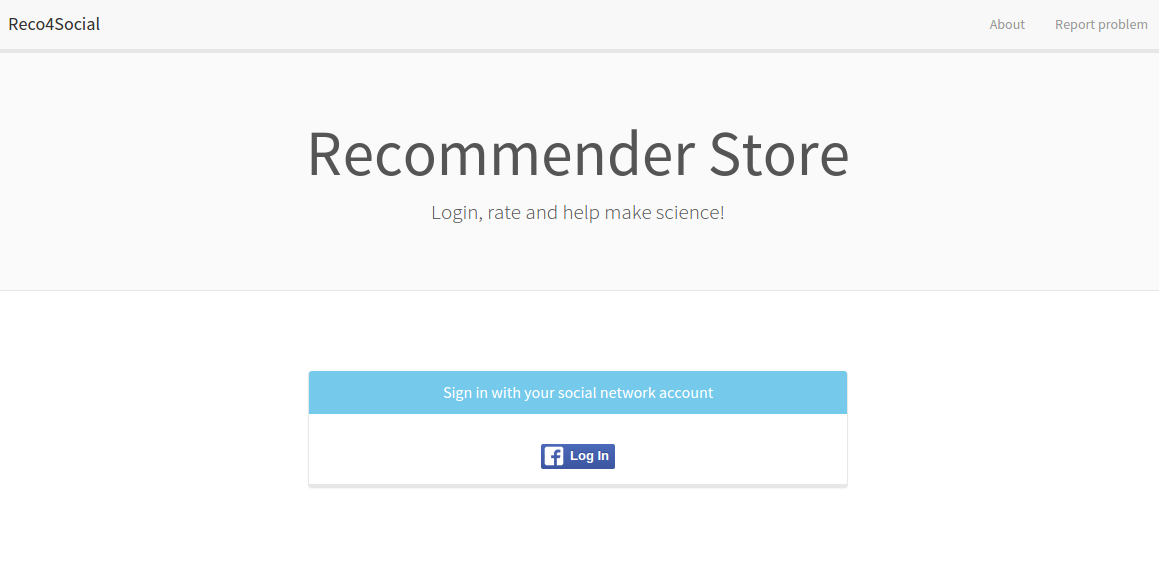 Reco4Social
About
Report problem
Recommender Store
Login, rate and help make science!
Sign in with your social network account
Log In